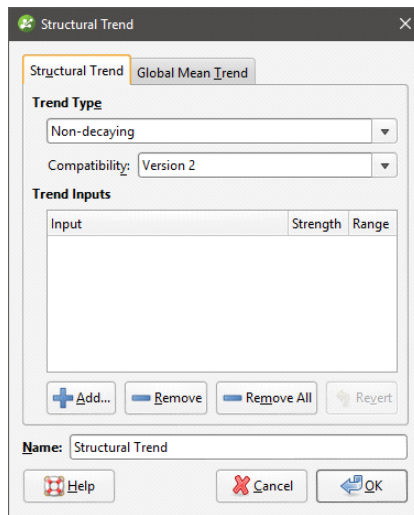 Structural Trend
Structural Trend Global Mean Trend
Trend Type
Non-decaying
Compatibility: Version 2
Trend Inputs
Input Strength Range
Add... Remove Remove All Revert
Name: Structural Trend
Help Cancel OK